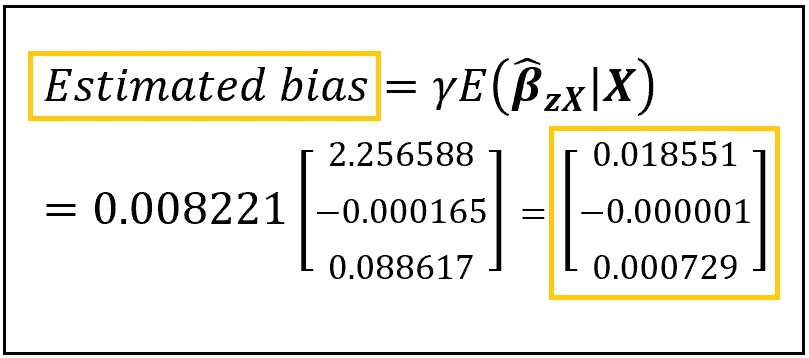 Estimated bias = γE(β̂_zX|X)
= 0.008221 [2.256588 −0.000165 0.088617] = [0.018551 −0.000001 0.000729]